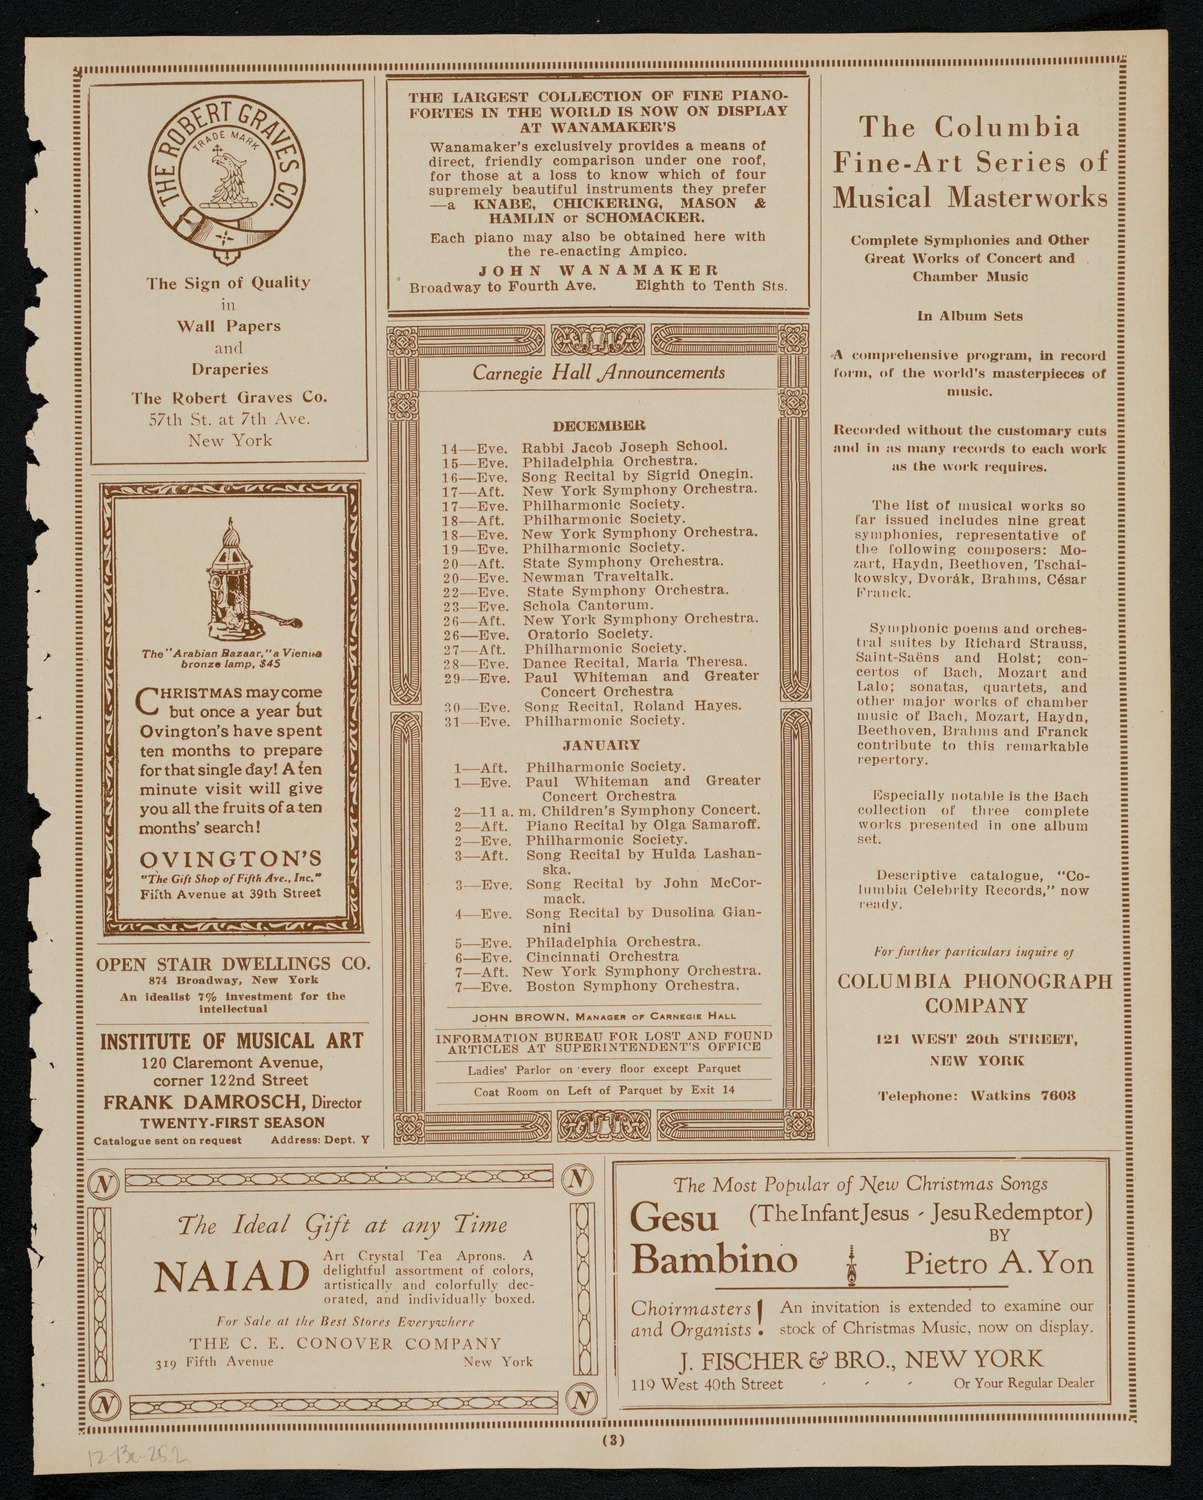 THE ROBERT GRAVES CO.
TRADE MARK
The Sign of Quality
in
Wall Papers
and
Draperies
The Robert Graves Co.
57th St. at 7th Ave.
New York
The "Arabian Bazaar," a Vienna
bronze lamp, $45
CHRISTMAS may come
but once a year but
Ovington's have spent
ten months to prepare
for that single day! A ten
minute visit will give
you all the fruits of a ten
months' search!
OVINGTON'S
"The Gift Shop of Fifth Ave., Inc."
Fifth Avenue at 39th Street
OPEN STAIR DWELLINGS CO.
874 Broadway, New York
An idealist 7% investment for the
intellectual
INSTITUTE OF MUSICAL ART
120 Claremont Avenue,
corner 122nd Street
FRANK DAMROSCH, Director
TWENTY-FIRST SEASON
Catalogue sent on request Address: Dept. Y
THE LARGEST COLLECTION OF FINE PIANO-
FORTES IN THE WORLD IS NOW ON DISPLAY
AT WANAMAKER'S
Wanamaker's exclusively provides a means of
direct, friendly comparison under one roof,
for those at a loss to know which of four
supremely beautiful instruments they prefer
—a KNABE, CHICKERING, MASON &
HAMLIN or SCHOMACKER.
Each piano may also be obtained here with
the re-enacting Ampico.
JOHN WANAMAKER
Broadway to Fourth Ave. Eighth to Tenth Sts.
Carnegie Hall Announcements
DECEMBER
14—Eve. Rabbi Jacob Joseph School.
15—Eve. Philadelphia Orchestra.
16—Eve. Song Recital by Sigrid Onegin.
17—Aft. New York Symphony Orchestra.
17—Eve. Philharmonic Society.
18—Aft. Philharmonic Society.
18—Eve. New York Symphony Orchestra.
19—Eve. Philharmonic Society.
20—Aft. State Symphony Orchestra.
20—Eve. Newman Traveltalk.
22—Eve. State Symphony Orchestra.
23—Eve. Schola Cantorum.
26—Aft. New York Symphony Orchestra.
26—Eve. Oratorio Society.
27—Aft. Philharmonic Society.
28—Eve. Dance Recital, Maria Theresa.
29—Eve. Paul Whiteman and Greater
Concert Orchestra
30—Eve. Song Recital, Roland Hayes.
31—Eve. Philharmonic Society.
JANUARY
1—Aft. Philharmonic Society.
1—Eve. Paul Whiteman and Greater
Concert Orchestra
2—11 a. m. Children's Symphony Concert.
2—Aft. Piano Recital by Olga Samaroff.
2—Eve. Philharmonic Society.
3—Aft. Song Recital by Hulda Lashan-
ska.
3—Eve. Song Recital by John McCor-
mack.
4—Eve. Song Recital by Dusolina Gian-
nini
5—Eve. Philadelphia Orchestra.
6—Eve. Cincinnati Orchestra
7—Aft. New York Symphony Orchestra.
7—Eve. Boston Symphony Orchestra.
JOHN BROWN, MANAGER OF CARNEGIE HALL
INFORMATION BUREAU FOR LOST AND FOUND
ARTICLES AT SUPERINTENDENT'S OFFICE
Ladies' Parlor on every floor except Parquet
Coat Room on Left of Parquet by Exit 14
The Columbia
Fine-Art Series of
Musical Masterworks
Complete Symphonies and Other
Great Works of Concert and
Chamber Music
In Album Sets
A comprehensive program, in record
form, of the world's masterpieces of
music.
Recorded without the customary cuts
and in as many records to each work
as the work requires.
The list of musical works so
far issued includes nine great
symphonies, representative of
the following composers: Mo-
zart, Haydn, Beethoven, Tschai-
kowsky, Dvorák, Brahms, César
Franck.
Symphonic poems and orches-
tral suites by Richard Strauss,
Saint-Saëns and Holst; con-
certos of Bach, Mozart and
Lalo; sonatas, quartets, and
other major works of chamber
music of Bach, Mozart, Haydn,
Beethoven, Brahms and Franck
contribute to this remarkable
repertory.
Especially notable is the Bach
collection of three complete
works presented in one album
set.
Descriptive catalogue, "Co-
lumbia Celebrity Records," now
ready.
For further particulars inquire of
COLUMBIA PHONOGRAPH
COMPANY
121 WEST 20th STREET,
NEW YORK
Telephone: Watkins 7603
N N
The Ideal Gift at any Time
NAIAD
Art Crystal Tea Aprons. A
delightful assortment of colors,
artistically and colorfully dec-
orated, and individually boxed.
For Sale at the Best Stores Everywhere
THE C. E. CONOVER COMPANY
319 Fifth Avenue New York
N N
The Most Popular of New Christmas Songs
Gesu Bambino
(The Infant Jesus - Jesu Redemptor)
BY
Pietro A. Yon
Choirmasters
and Organists!
An invitation is extended to examine our
stock of Christmas Music, now on display.
J. FISCHER & BRO., NEW YORK
119 West 40th Street - - - Or Your Regular Dealer
(3)
12-13e-25.2